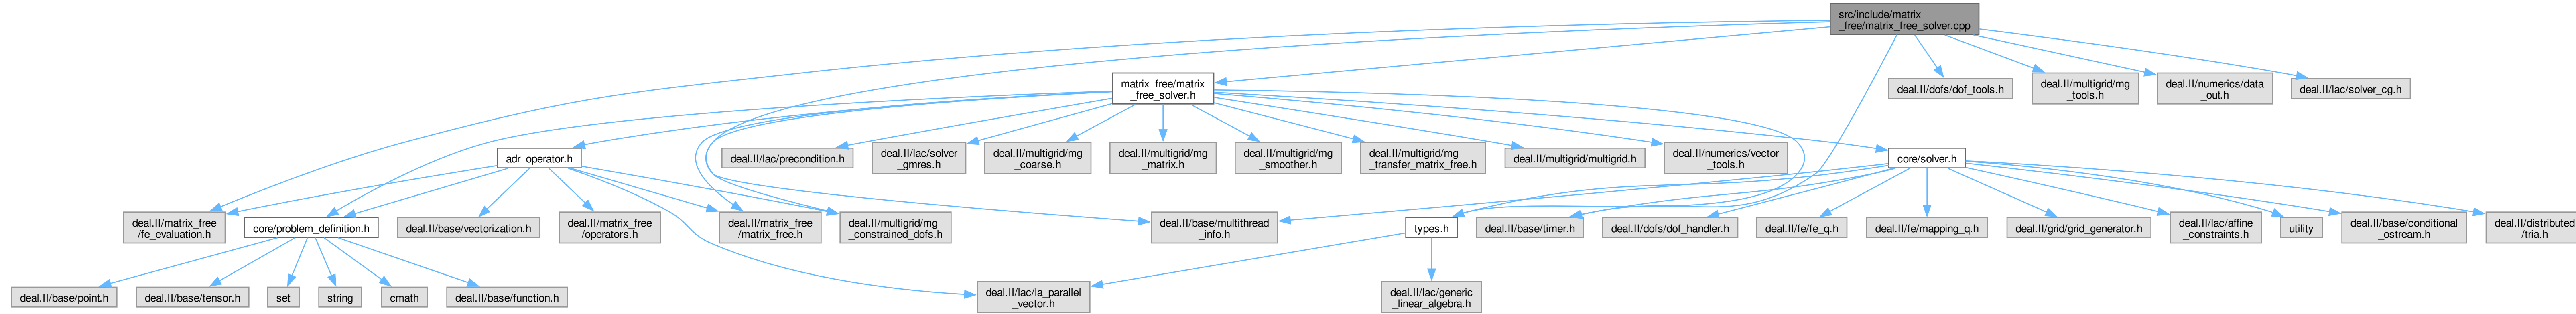 src/include/matrix
_free/matrix_free_solver.cpp
matrix_free/matrix
_free_solver.h
deal.II/dofs/dof_tools.h
deal.II/multigrid/mg
_tools.h
deal.II/numerics/data
_out.h
deal.II/lac/solver_cg.h
adr_operator.h
deal.II/lac/precondition.h
deal.II/lac/solver
_gmres.h
deal.II/multigrid/mg
_coarse.h
deal.II/multigrid/mg
_matrix.h
deal.II/multigrid/mg
_smoother.h
deal.II/multigrid/mg
_transfer_matrix_free.h
deal.II/multigrid/multigrid.h
deal.II/numerics/vector
_tools.h
core/solver.h
deal.II/matrix_free
/fe_evaluation.h
core/problem_definition.h
deal.II/base/vectorization.h
deal.II/matrix_free
/operators.h
deal.II/matrix_free
/matrix_free.h
deal.II/multigrid/mg
_constrained_dofs.h
deal.II/base/multithread
_info.h
types.h
deal.II/base/timer.h
deal.II/dofs/dof_handler.h
deal.II/fe/fe_q.h
deal.II/fe/mapping_q.h
deal.II/grid/grid_generator.h
deal.II/lac/affine
_constraints.h
utility
deal.II/base/conditional
_ostream.h
deal.II/distributed
/tria.h
deal.II/base/point.h
deal.II/base/tensor.h
set
string
cmath
deal.II/base/function.h
deal.II/lac/la_parallel
_vector.h
deal.II/lac/generic
_linear_algebra.h